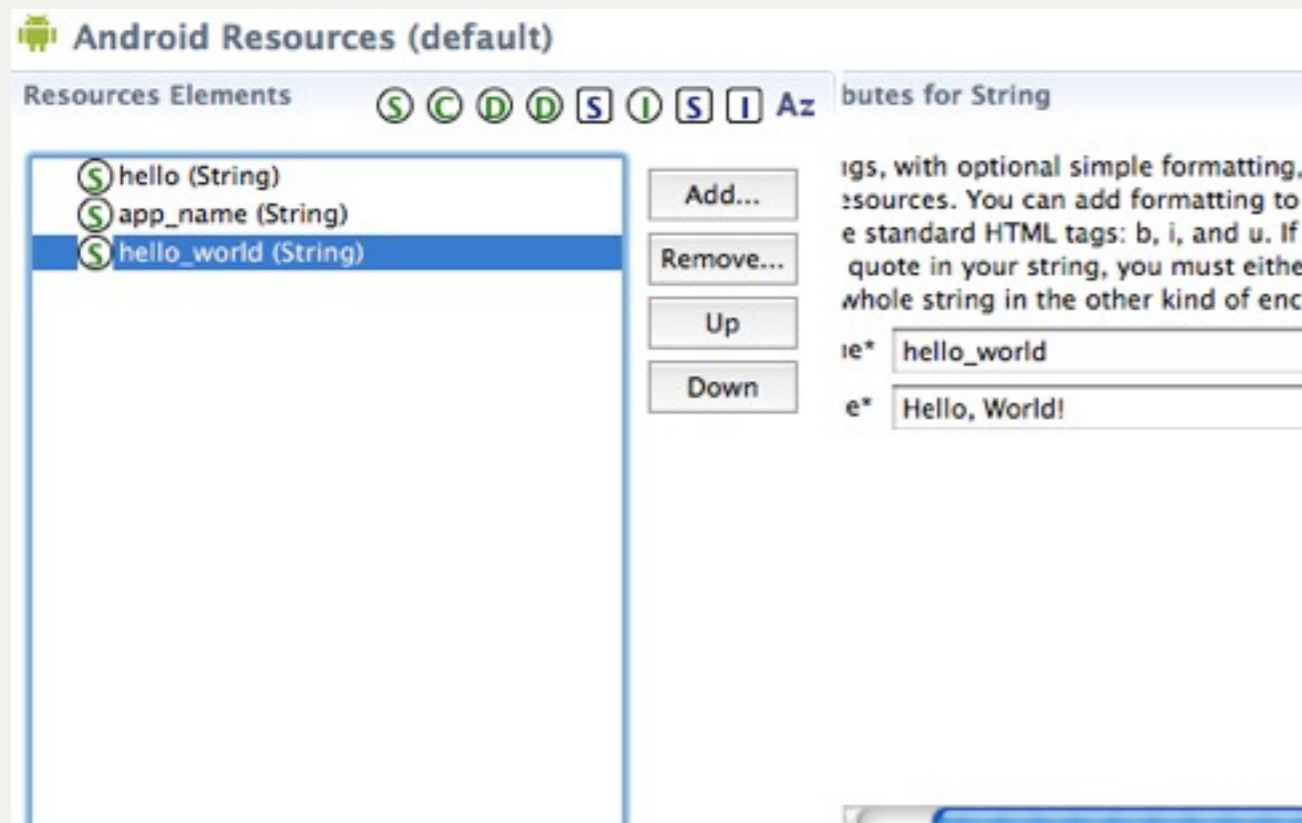 Android Resources (default)
Resources Elements
S C D D S I S I Az
hello (String)
app_name (String)
hello_world (String)
Add...
Remove...
Up
Down
butes for String
gs, with optional simple formatting,
esources. You can add formatting to
e standard HTML tags: b, i, and u. If
quote in your string, you must eithe
whole string in the other kind of enc
e* hello_world
e* Hello, World!